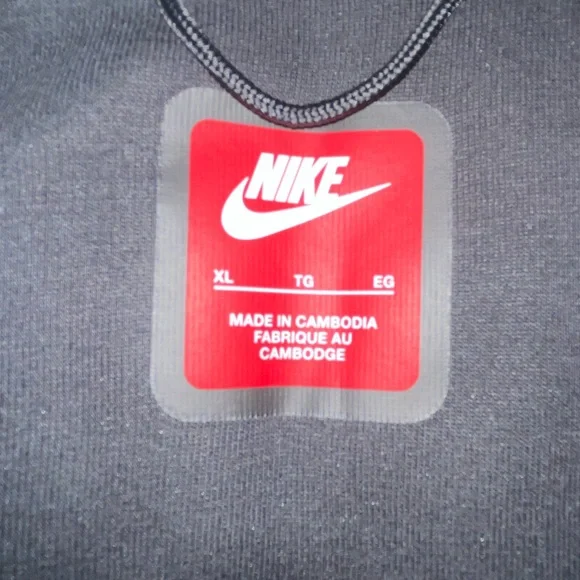 NIKE
XL TG EG
MADE IN CAMBODIA
FABRIQUE AU
CAMBODGE